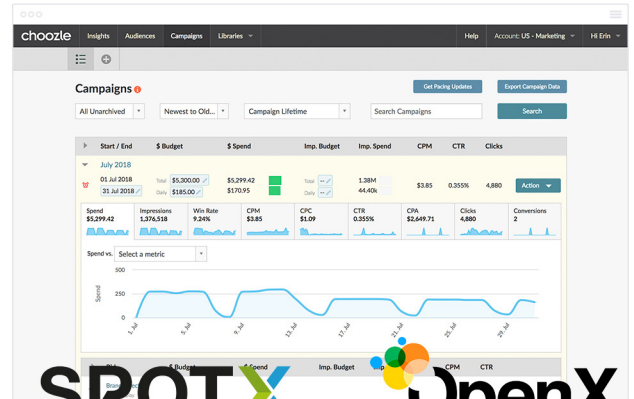 choozle Insights Audiences Campaigns Libraries Help Account: US - Marketing Hi Erin
Campaigns
Get Pacing Updates Export Campaign Data
All Unarchived Newest to Old... Campaign Lifetime Search Campaigns Search
Start / End $ Budget $ Spend Imp. Budget Imp. Spend CPM CTR Clicks
July 2018
01 Jul 2018 Total $5,300.00 $5,299.42 Total -- 1.38M
$3.85 0.355% 4,880 Action
31 Jul 2018 Daily $185.00 $170.95 Daily -- 44.40k
Spend Impressions Win Rate CPM CPC CTR CPA Clicks Conversions
$5,299.42 1,376,518 9.24% $3.85 $1.09 0.355% $2,649.71 4,880 2
Spend vs. Select a metric
500
250
0
Spend
1. Jul 5. Jul 9. Jul 13. Jul 17. Jul 21. Jul 25. Jul 29. Jul
$ Budget $ Spend Imp. Budget CPM CTR
SPOTX OpenX